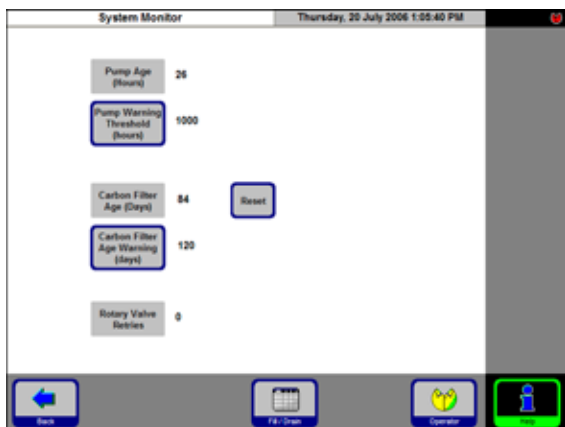 System Monitor
Thursday, 20 July 2006 1:05:40 PM
Pump Age
(Hours)
26
Pump Warning
Threshold
(hours)
1000
Carbon Filter
Age (Days)
84
Reset
Carbon Filter
Age Warning
(days)
120
Rotary Valve
Retries
0
Back
Fill / Drain
Operator
Help